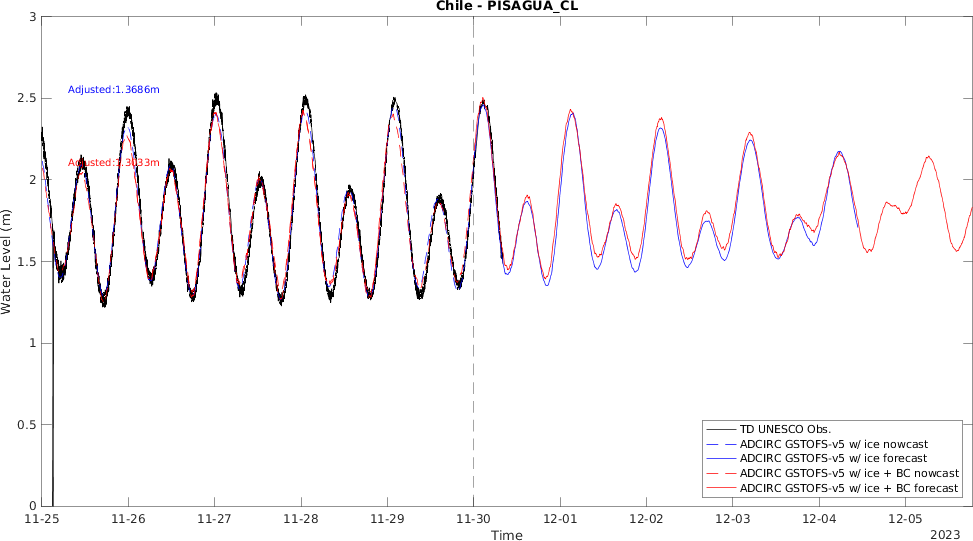 Chile - PISAGUA_CL
3
2.5
2
1.5
1
0.5
0
Water Level (m)
Adjusted:1.3686m
TD UNESCO Obs.
ADCIRC GSTOFS-v5 w/ ice nowcast
ADCIRC GSTOFS-v5 w/ ice forecast
ADCIRC GSTOFS-v5 w/ ice + BC nowcast
ADCIRC GSTOFS-v5 w/ ice + BC forecast
11-25
11-26
11-27
11-28
11-29
11-30
12-01
12-02
12-03
12-04
12-05
Time
2023